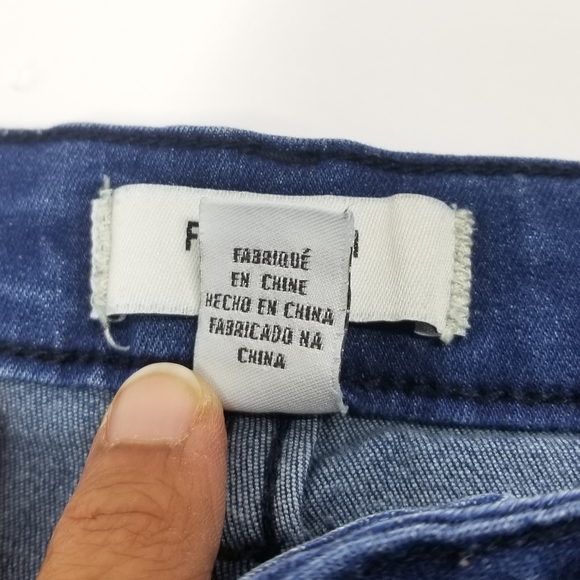 FABRIQUÉ
EN CHINE
HECHO EN CHINA
FABRICADO NA
CHINA